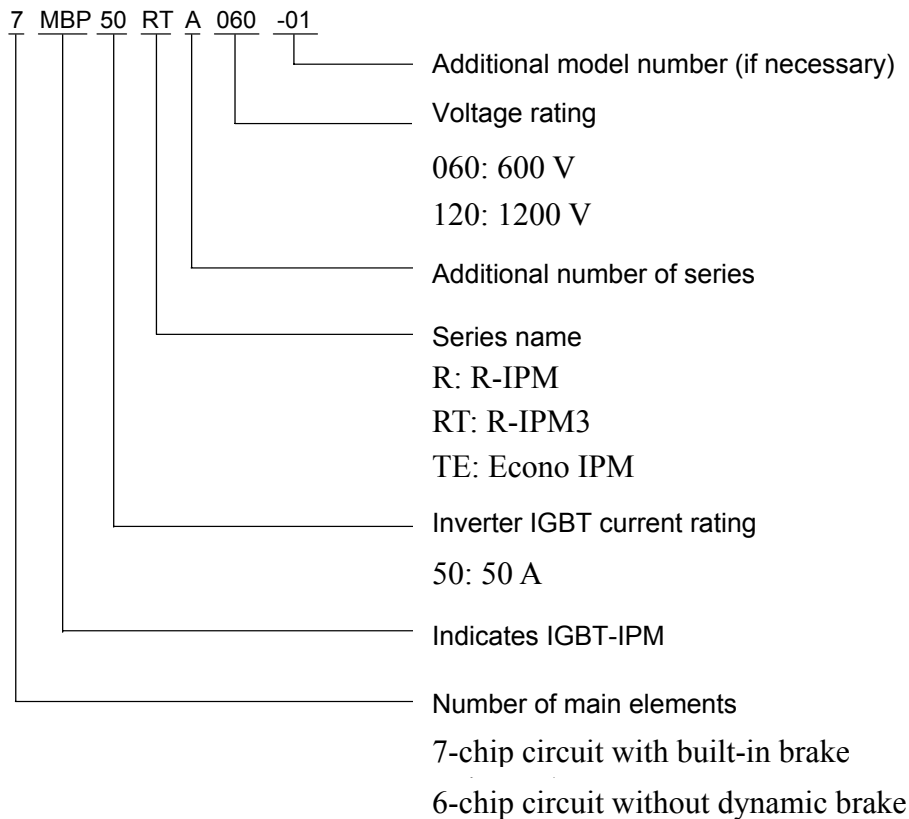 7 MBP 50 RT A 060 -01
Additional model number (if necessary)
Voltage rating
060: 600 V
120: 1200 V
Additional number of series
Series name
R: R-IPM
RT: R-IPM3
TE: Econo IPM
Inverter IGBT current rating
50: 50 A
Indicates IGBT-IPM
Number of main elements
7-chip circuit with built-in brake
6-chip circuit without dynamic brake